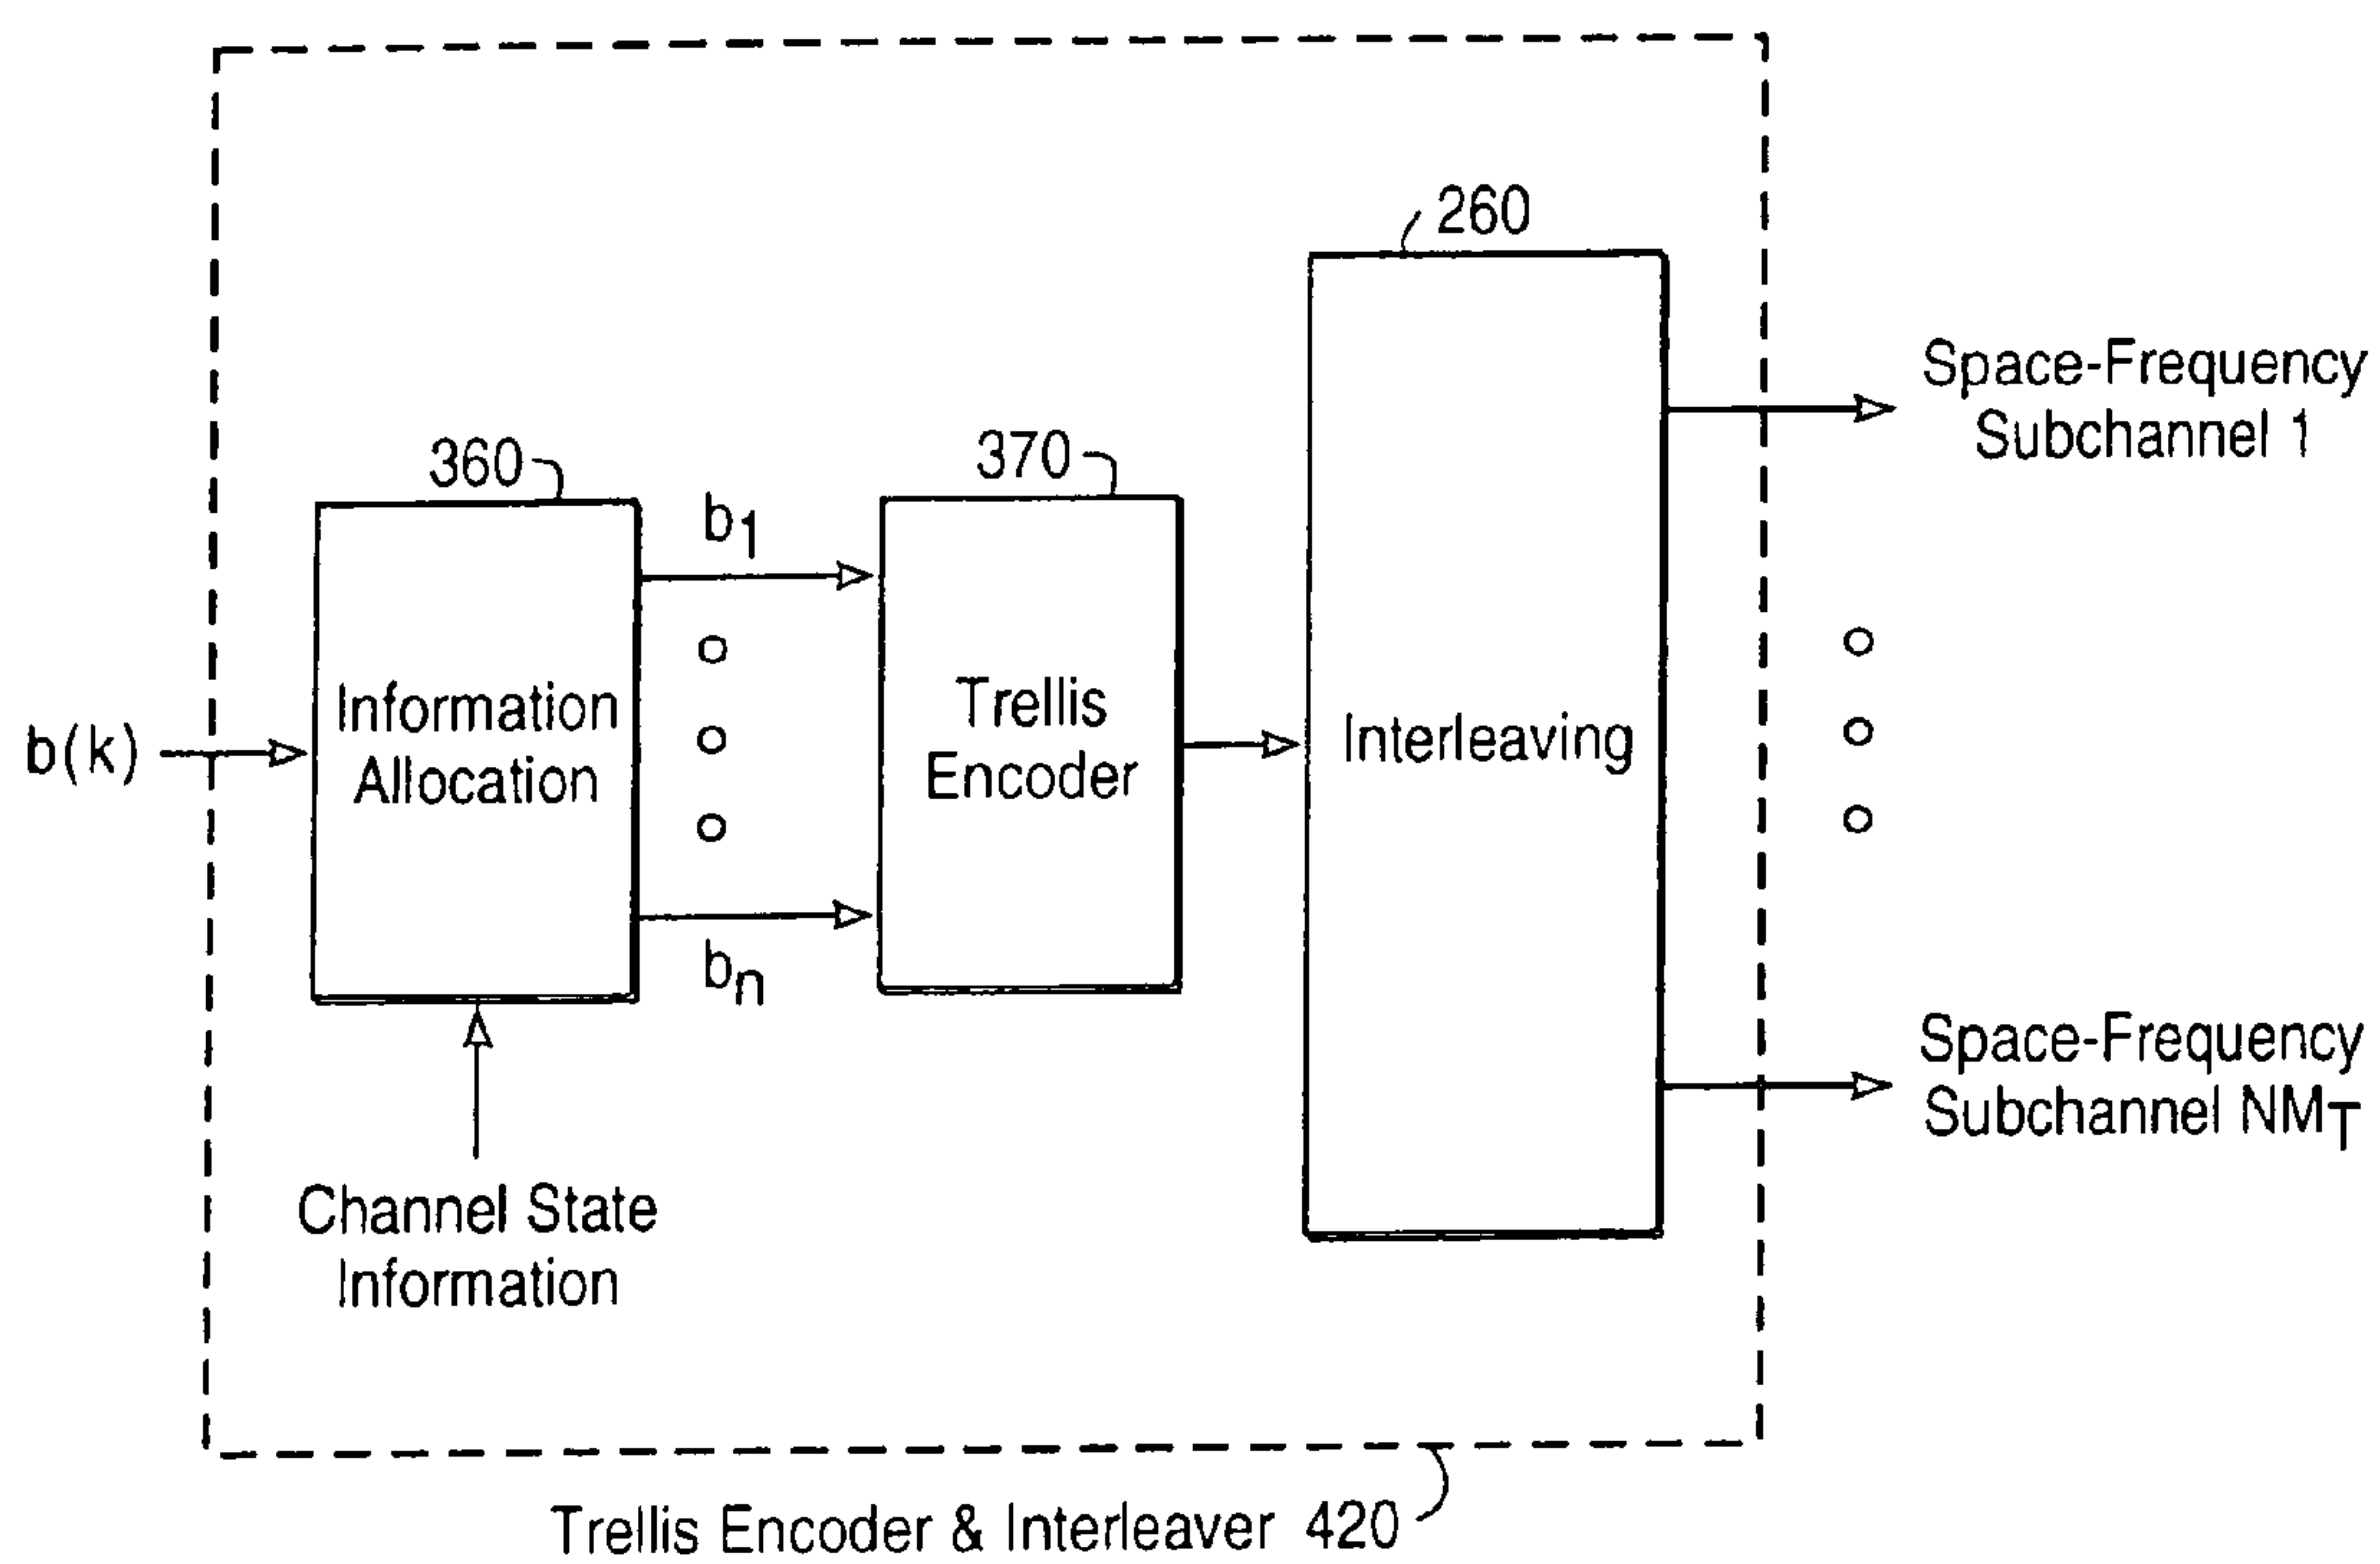 260
Space-Frequency
Subchannel 1
360
370
b1
b(k)
Information
Allocation
Trellis
Encoder
Interleaving
bn
Space-Frequency
Subchannel NMT
Channel State
Information
Trellis Encoder & Interleaver 420